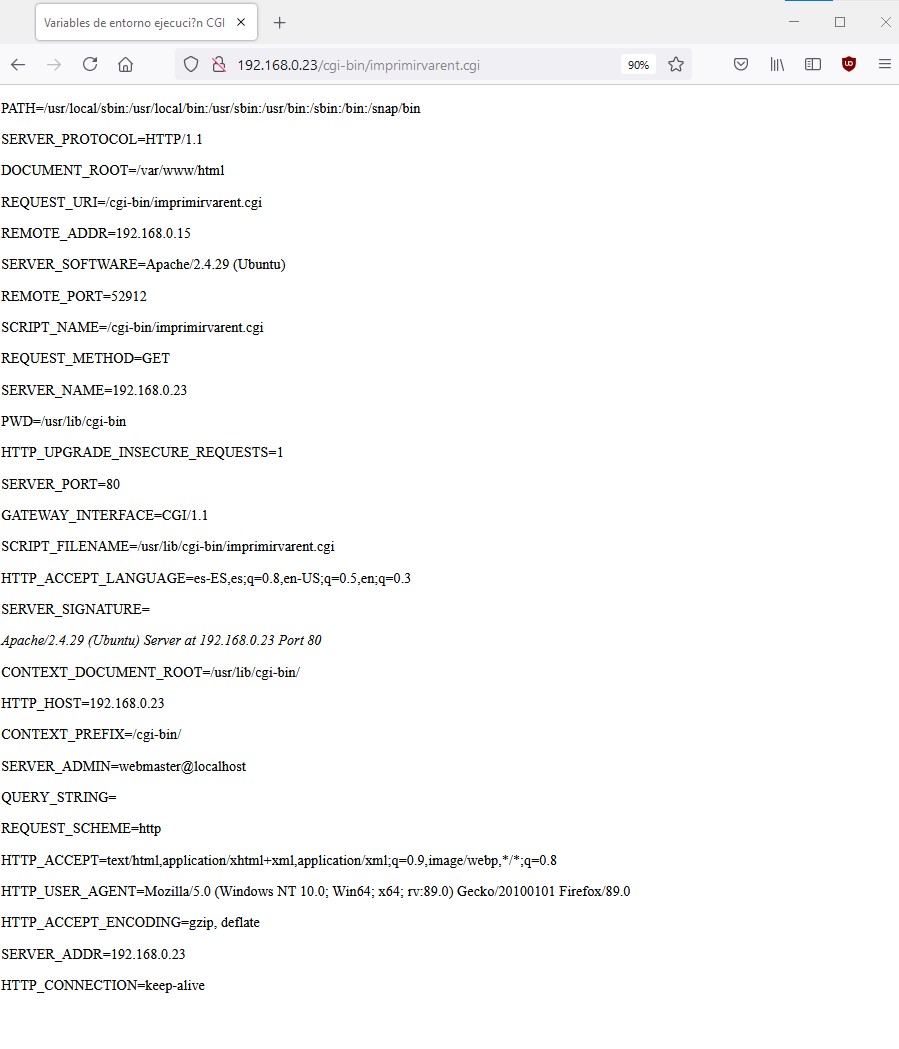 Variables de entorno ejecuci?n CGI
192.168.0.23/cgi-bin/imprimirvarent.cgi
90%
PATH=/usr/local/sbin:/usr/local/bin:/usr/sbin:/usr/bin:/sbin:/bin:/snap/bin
SERVER_PROTOCOL=HTTP/1.1
DOCUMENT_ROOT=/var/www/html
REQUEST_URI=/cgi-bin/imprimirvarent.cgi
REMOTE_ADDR=192.168.0.15
SERVER_SOFTWARE=Apache/2.4.29 (Ubuntu)
REMOTE_PORT=52912
SCRIPT_NAME=/cgi-bin/imprimirvarent.cgi
REQUEST_METHOD=GET
SERVER_NAME=192.168.0.23
PWD=/usr/lib/cgi-bin
HTTP_UPGRADE_INSECURE_REQUESTS=1
SERVER_PORT=80
GATEWAY_INTERFACE=CGI/1.1
SCRIPT_FILENAME=/usr/lib/cgi-bin/imprimirvarent.cgi
HTTP_ACCEPT_LANGUAGE=es-ES,es;q=0.8,en-US;q=0.5,en;q=0.3
SERVER_SIGNATURE=
Apache/2.4.29 (Ubuntu) Server at 192.168.0.23 Port 80
CONTEXT_DOCUMENT_ROOT=/usr/lib/cgi-bin/
HTTP_HOST=192.168.0.23
CONTEXT_PREFIX=/cgi-bin/
SERVER_ADMIN=webmaster@localhost
QUERY_STRING=
REQUEST_SCHEME=http
HTTP_ACCEPT=text/html,application/xhtml+xml,application/xml;q=0.9,image/webp,*/*;q=0.8
HTTP_USER_AGENT=Mozilla/5.0 (Windows NT 10.0; Win64; x64; rv:89.0) Gecko/20100101 Firefox/89.0
HTTP_ACCEPT_ENCODING=gzip, deflate
SERVER_ADDR=192.168.0.23
HTTP_CONNECTION=keep-alive